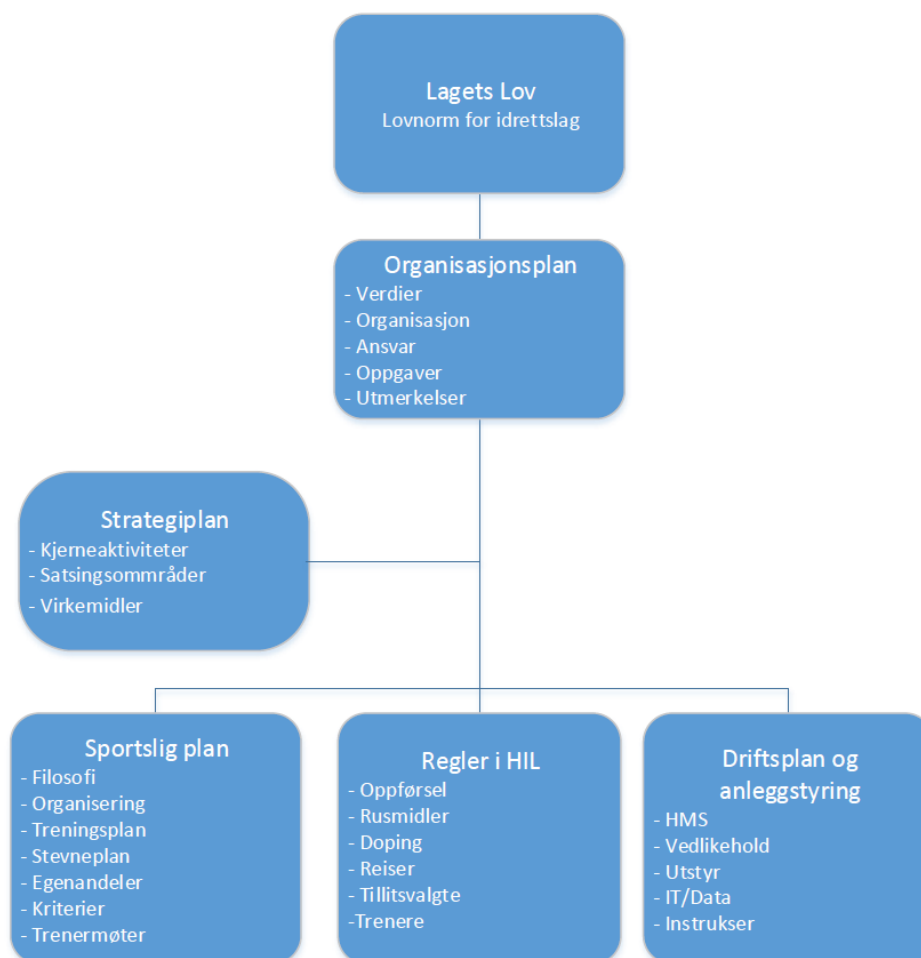 Lagets Lov
Lovnorm for idrettslag
Organisasjonsplan
- Verdier
- Organisasjon
- Ansvar
- Oppgaver
- Utmerkelser
Strategiplan
- Kjerneaktiviteter
- Satsingsommråder
- Virkemidler
Sportslig plan
- Filosofi
- Organisering
- Treningsplan
- Stevneplan
- Egenandeler
- Kriterier
- Trenermøter
Regler i HIL
- Oppførsel
- Rusmidler
- Doping
- Reiser
- Tillitsvalgte
-Trenere
Driftsplan og
anleggstyring
- HMS
- Vedlikehold
- Utstyr
- IT/Data
- Instrukser